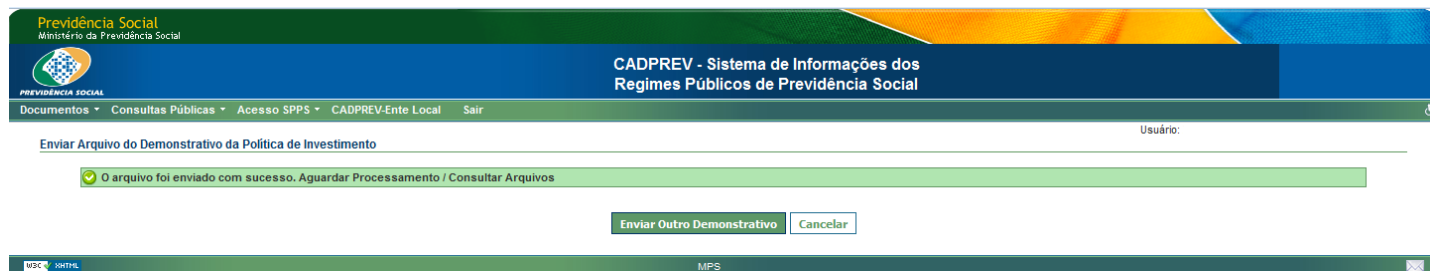 Previdência Social
Ministério da Previdência Social
PREVIDÊNCIA SOCIAL
CADPREV - Sistema de Informações dos
Regimes Públicos de Previdência Social
Documentos Consultas Públicas Acesso SPPS CADPREV-Ente Local Sair
Usuário:
Enviar Arquivo do Demonstrativo da Política de Investimento
O arquivo foi enviado com sucesso. Aguardar Processamento / Consultar Arquivos
Enviar Outro Demonstrativo Cancelar
W3C XHTML MPS